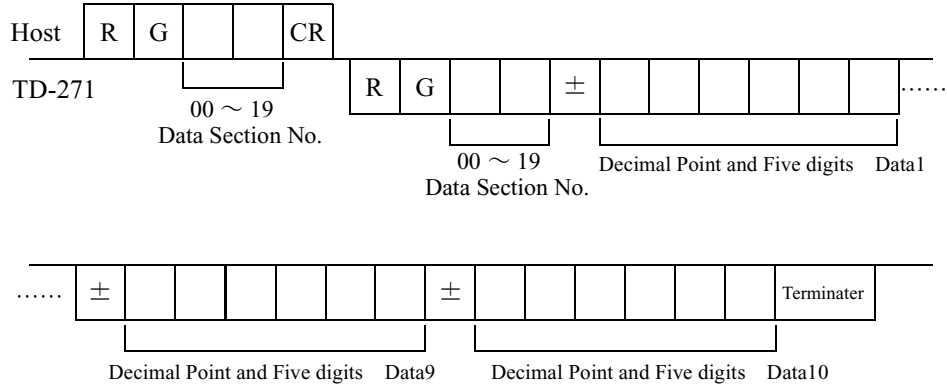 Host R G CR
TD-271 R G ± ……
00 ～ 19
Data Section No.
00 ～ 19
Data Section No.
Decimal Point and Five digits Data1
…… ± ± Terminater
Decimal Point and Five digits Data9
Decimal Point and Five digits Data10